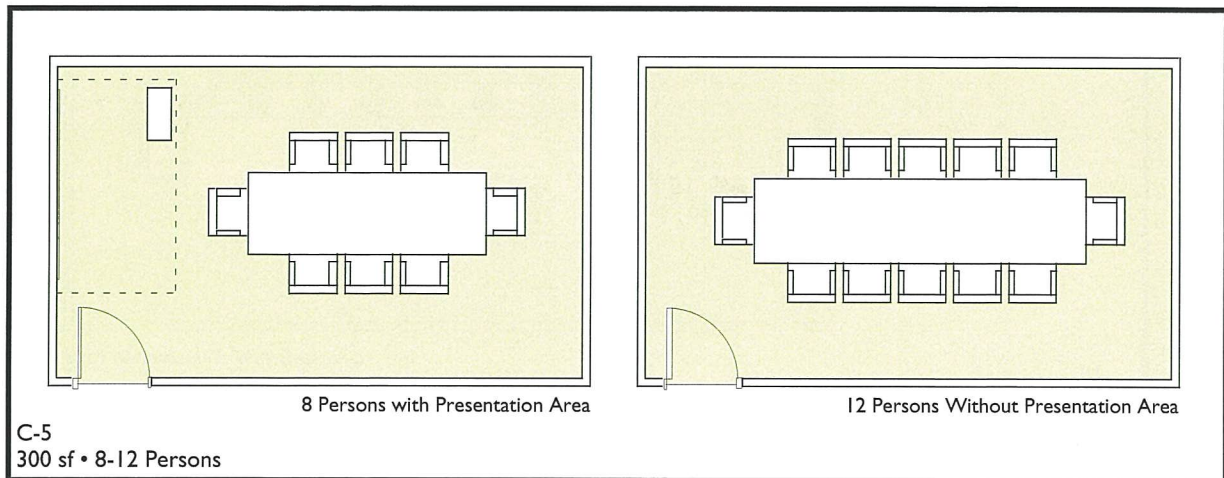 8 Persons with Presentation Area
12 Persons Without Presentation Area
C-5
300 sf • 8-12 Persons